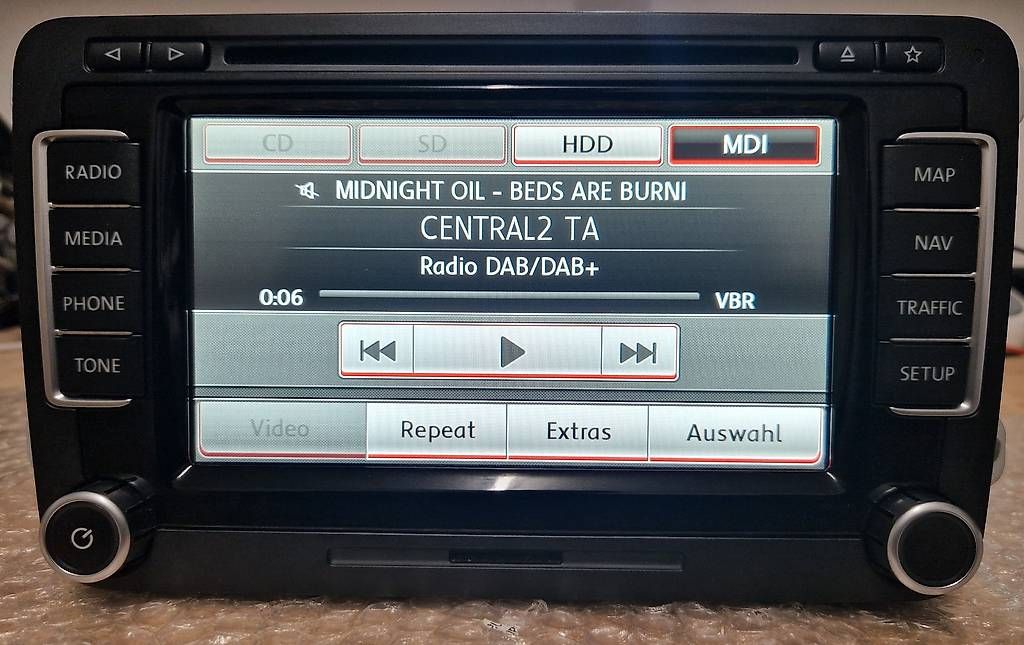 CD SD HDD MDI
RADIO
MEDIA
PHONE
TONE
MIDNIGHT OIL - BEDS ARE BURNI
CENTRAL2 TA
Radio DAB/DAB+
0:06 VBR
Video Repeat Extras Auswahl
MAP
NAV
TRAFFIC
SETUP